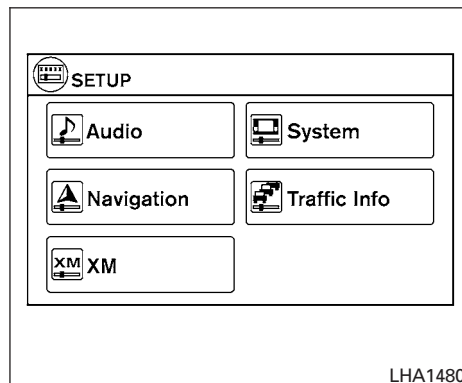 SETUP
Audio
System
Navigation
Traffic Info
XM XM
LHA1480